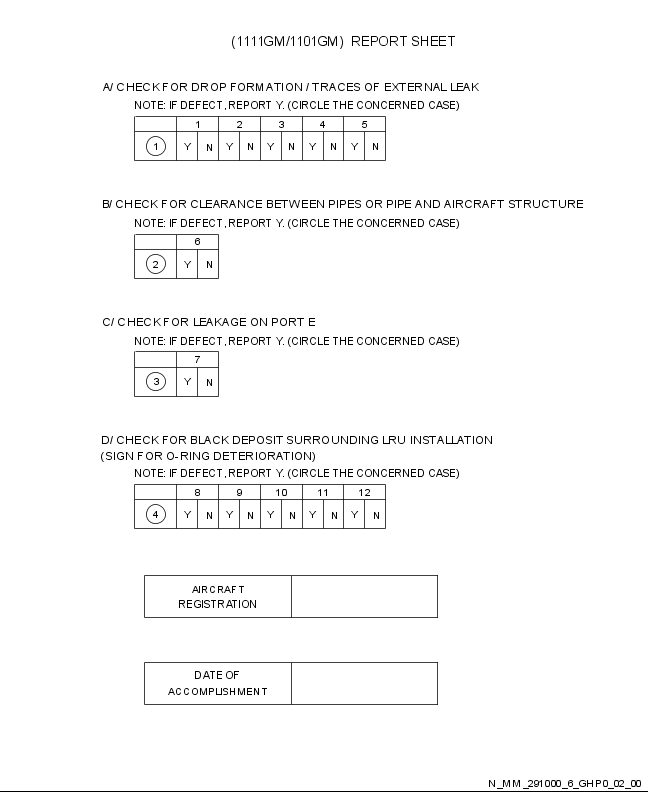 (1111GM/1101GM) REPORT SHEET
A/ CHECK FOR DROP FORMATION / TRACES OF EXTERNAL LEAK
NOTE: IF DEFECT, REPORT Y. (CIRCLE THE CONCERNED CASE)
1 2 3 4 5
1 Y N Y N Y N Y N Y N
B/ CHECK FOR CLEARANCE BETWEEN PIPES OR PIPE AND AIRCRAFT STRUCTURE
NOTE: IF DEFECT, REPORT Y. (CIRCLE THE CONCERNED CASE)
6
2 Y N
C/ CHECK FOR LEAKAGE ON PORT E
NOTE: IF DEFECT, REPORT Y. (CIRCLE THE CONCERNED CASE)
7
3 Y N
D/ CHECK FOR BLACK DEPOSIT SURROUNDING LRU INSTALLATION
(SIGN FOR O-RING DETERIORATION)
NOTE: IF DEFECT, REPORT Y. (CIRCLE THE CONCERNED CASE)
8 9 10 11 12
4 Y N Y N Y N Y N Y N
AIRCRAFT
REGISTRATION
DATE OF
ACCOMPLISHMENT
N_MM_291000_6_GHP0_02_00